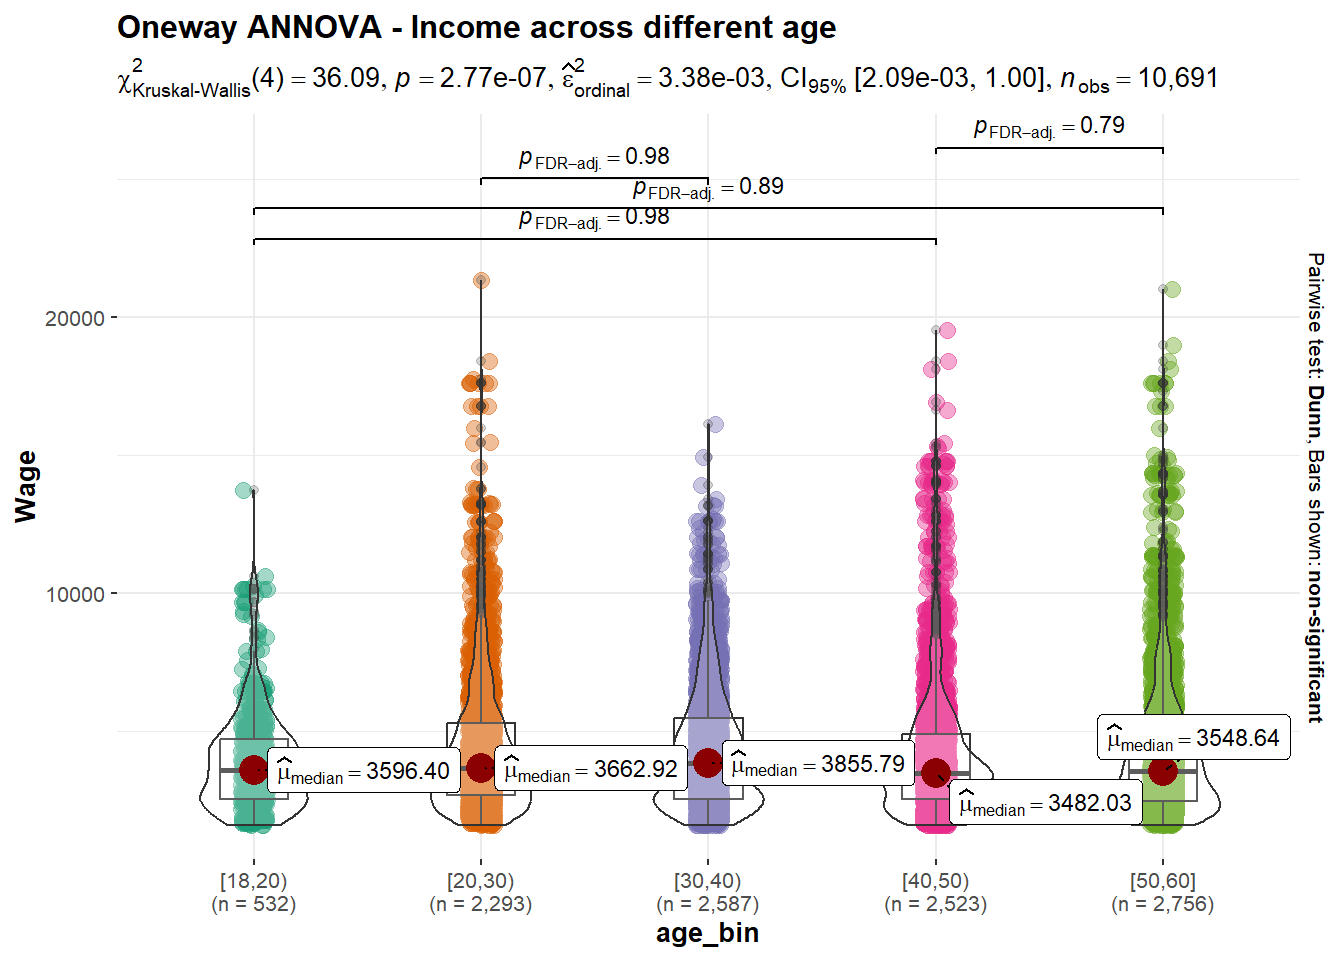 Oneway ANNOVA - Income across different age
χ²Kruskal-Wallis(4) = 36.09, p = 2.77e-07, ε̂²ordinal = 3.38e-03, CI95% [2.09e-03, 1.00], nobs = 10,691
pFDR–adj. = 0.79
pFDR–adj. = 0.98
pFDR–adj. = 0.89
pFDR–adj. = 0.98
20000
10000
Wage
μ̂median = 3596.40
μ̂median = 3662.92
μ̂median = 3855.79
μ̂median = 3482.03
μ̂median = 3548.64
Pairwise test: Dunn, Bars shown: non-significant
[18,20)
(n = 532)
[20,30)
(n = 2,293)
[30,40)
(n = 2,587)
[40,50)
(n = 2,523)
[50,60]
(n = 2,756)
age_bin